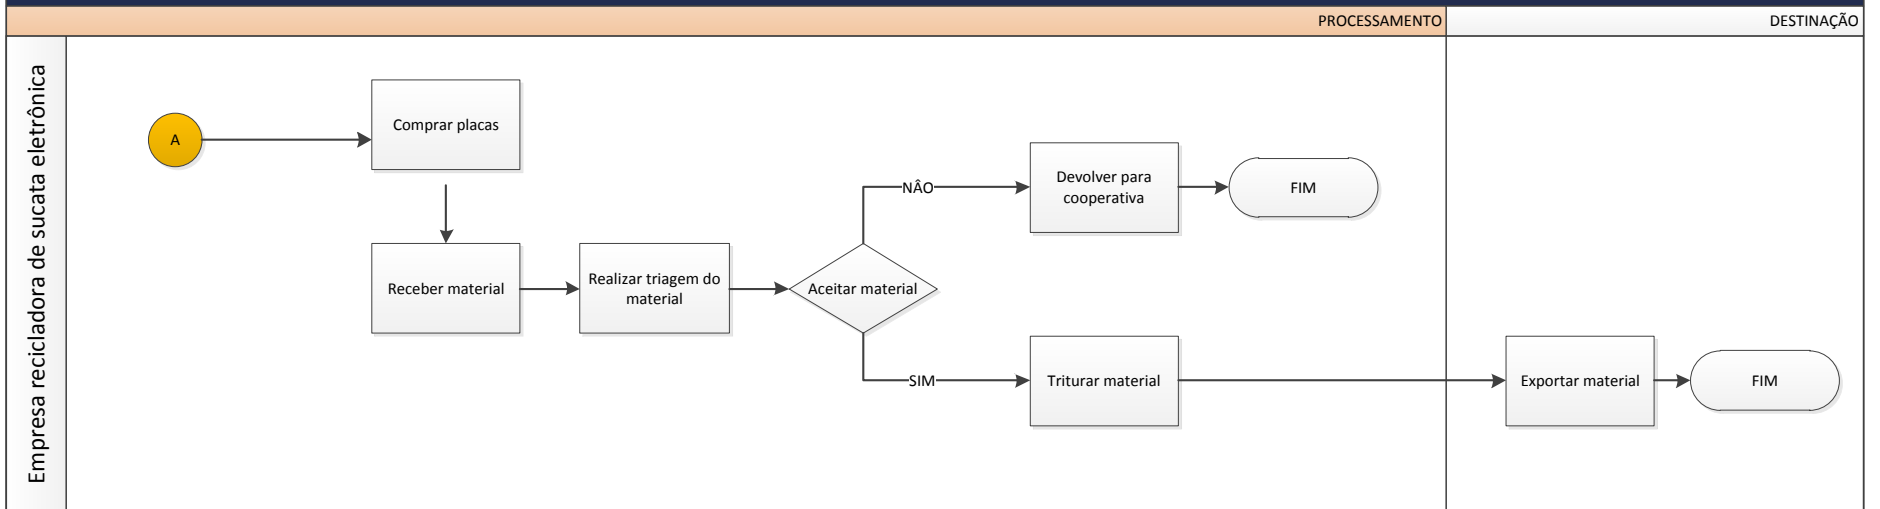 PROCESSAMENTO
DESTINAÇÃO
Empresa recicladora de sucata eletrônica
A
Comprar placas
Receber material
Realizar triagem do
material
Aceitar material
NÂO
Devolver para
cooperativa
FIM
SIM
Triturar material
Exportar material
FIM